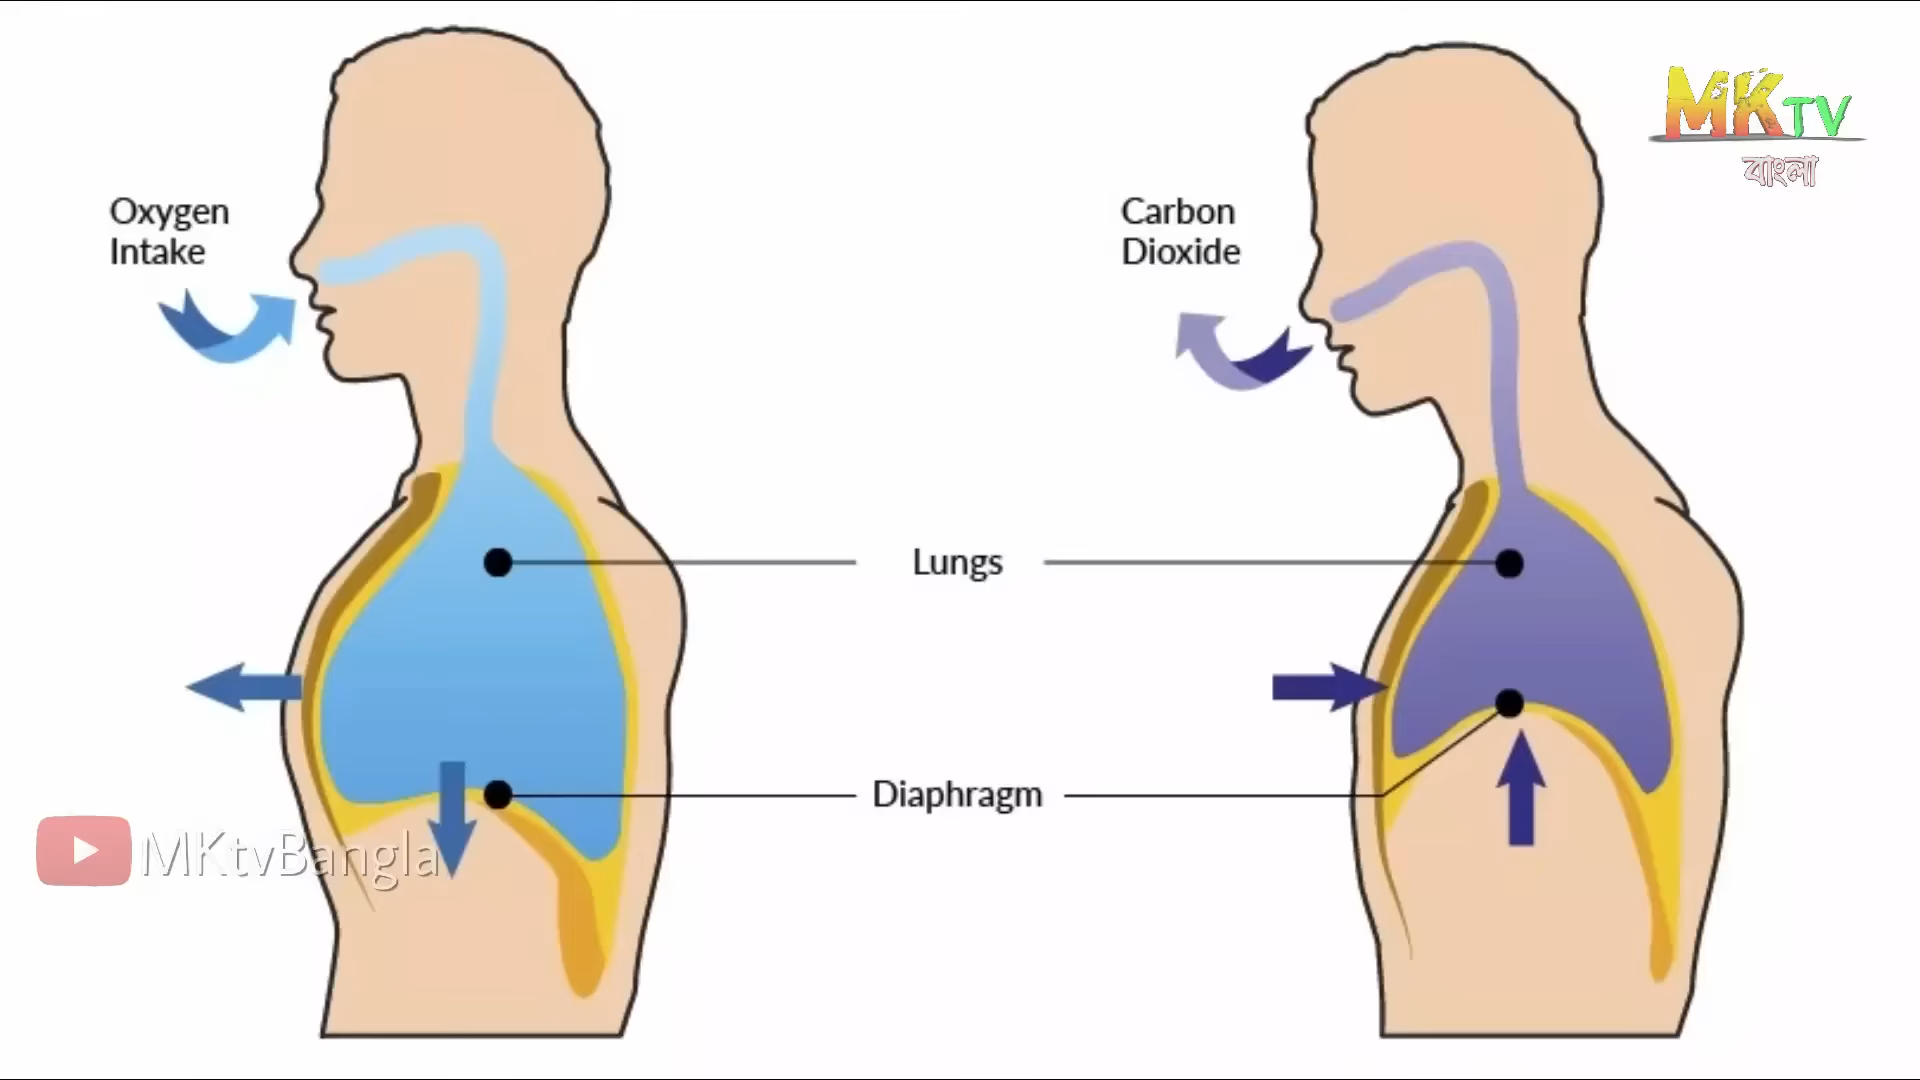 MKTV
বাংলা
Oxygen
Intake
Carbon
Dioxide
Lungs
Diaphragm
MKtvBangla